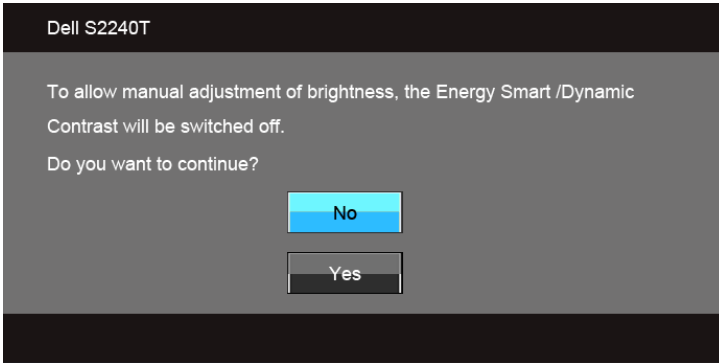 Dell S2240T
To allow manual adjustment of brightness, the Energy Smart /Dynamic
Contrast will be switched off.
Do you want to continue?
No
Yes